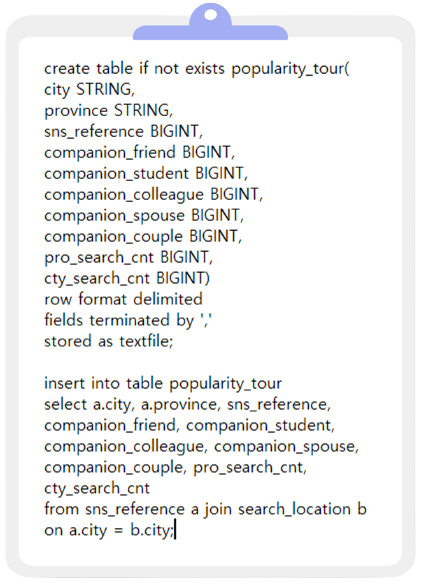 create table if not exists popularity_tour(
city STRING,
province STRING,
sns_reference BIGINT,
companion_friend BIGINT,
companion_student BIGINT,
companion_colleague BIGINT,
companion_spouse BIGINT,
companion_couple BIGINT,
pro_search_cnt BIGINT,
cty_search_cnt BIGINT)
row format delimited
fields terminated by ','
stored as textfile;

insert into table popularity_tour
select a.city, a.province, sns_reference,
companion_friend, companion_student,
companion_colleague, companion_spouse,
companion_couple, pro_search_cnt,
cty_search_cnt
from sns_reference a join search_location b
on a.city = b.city;